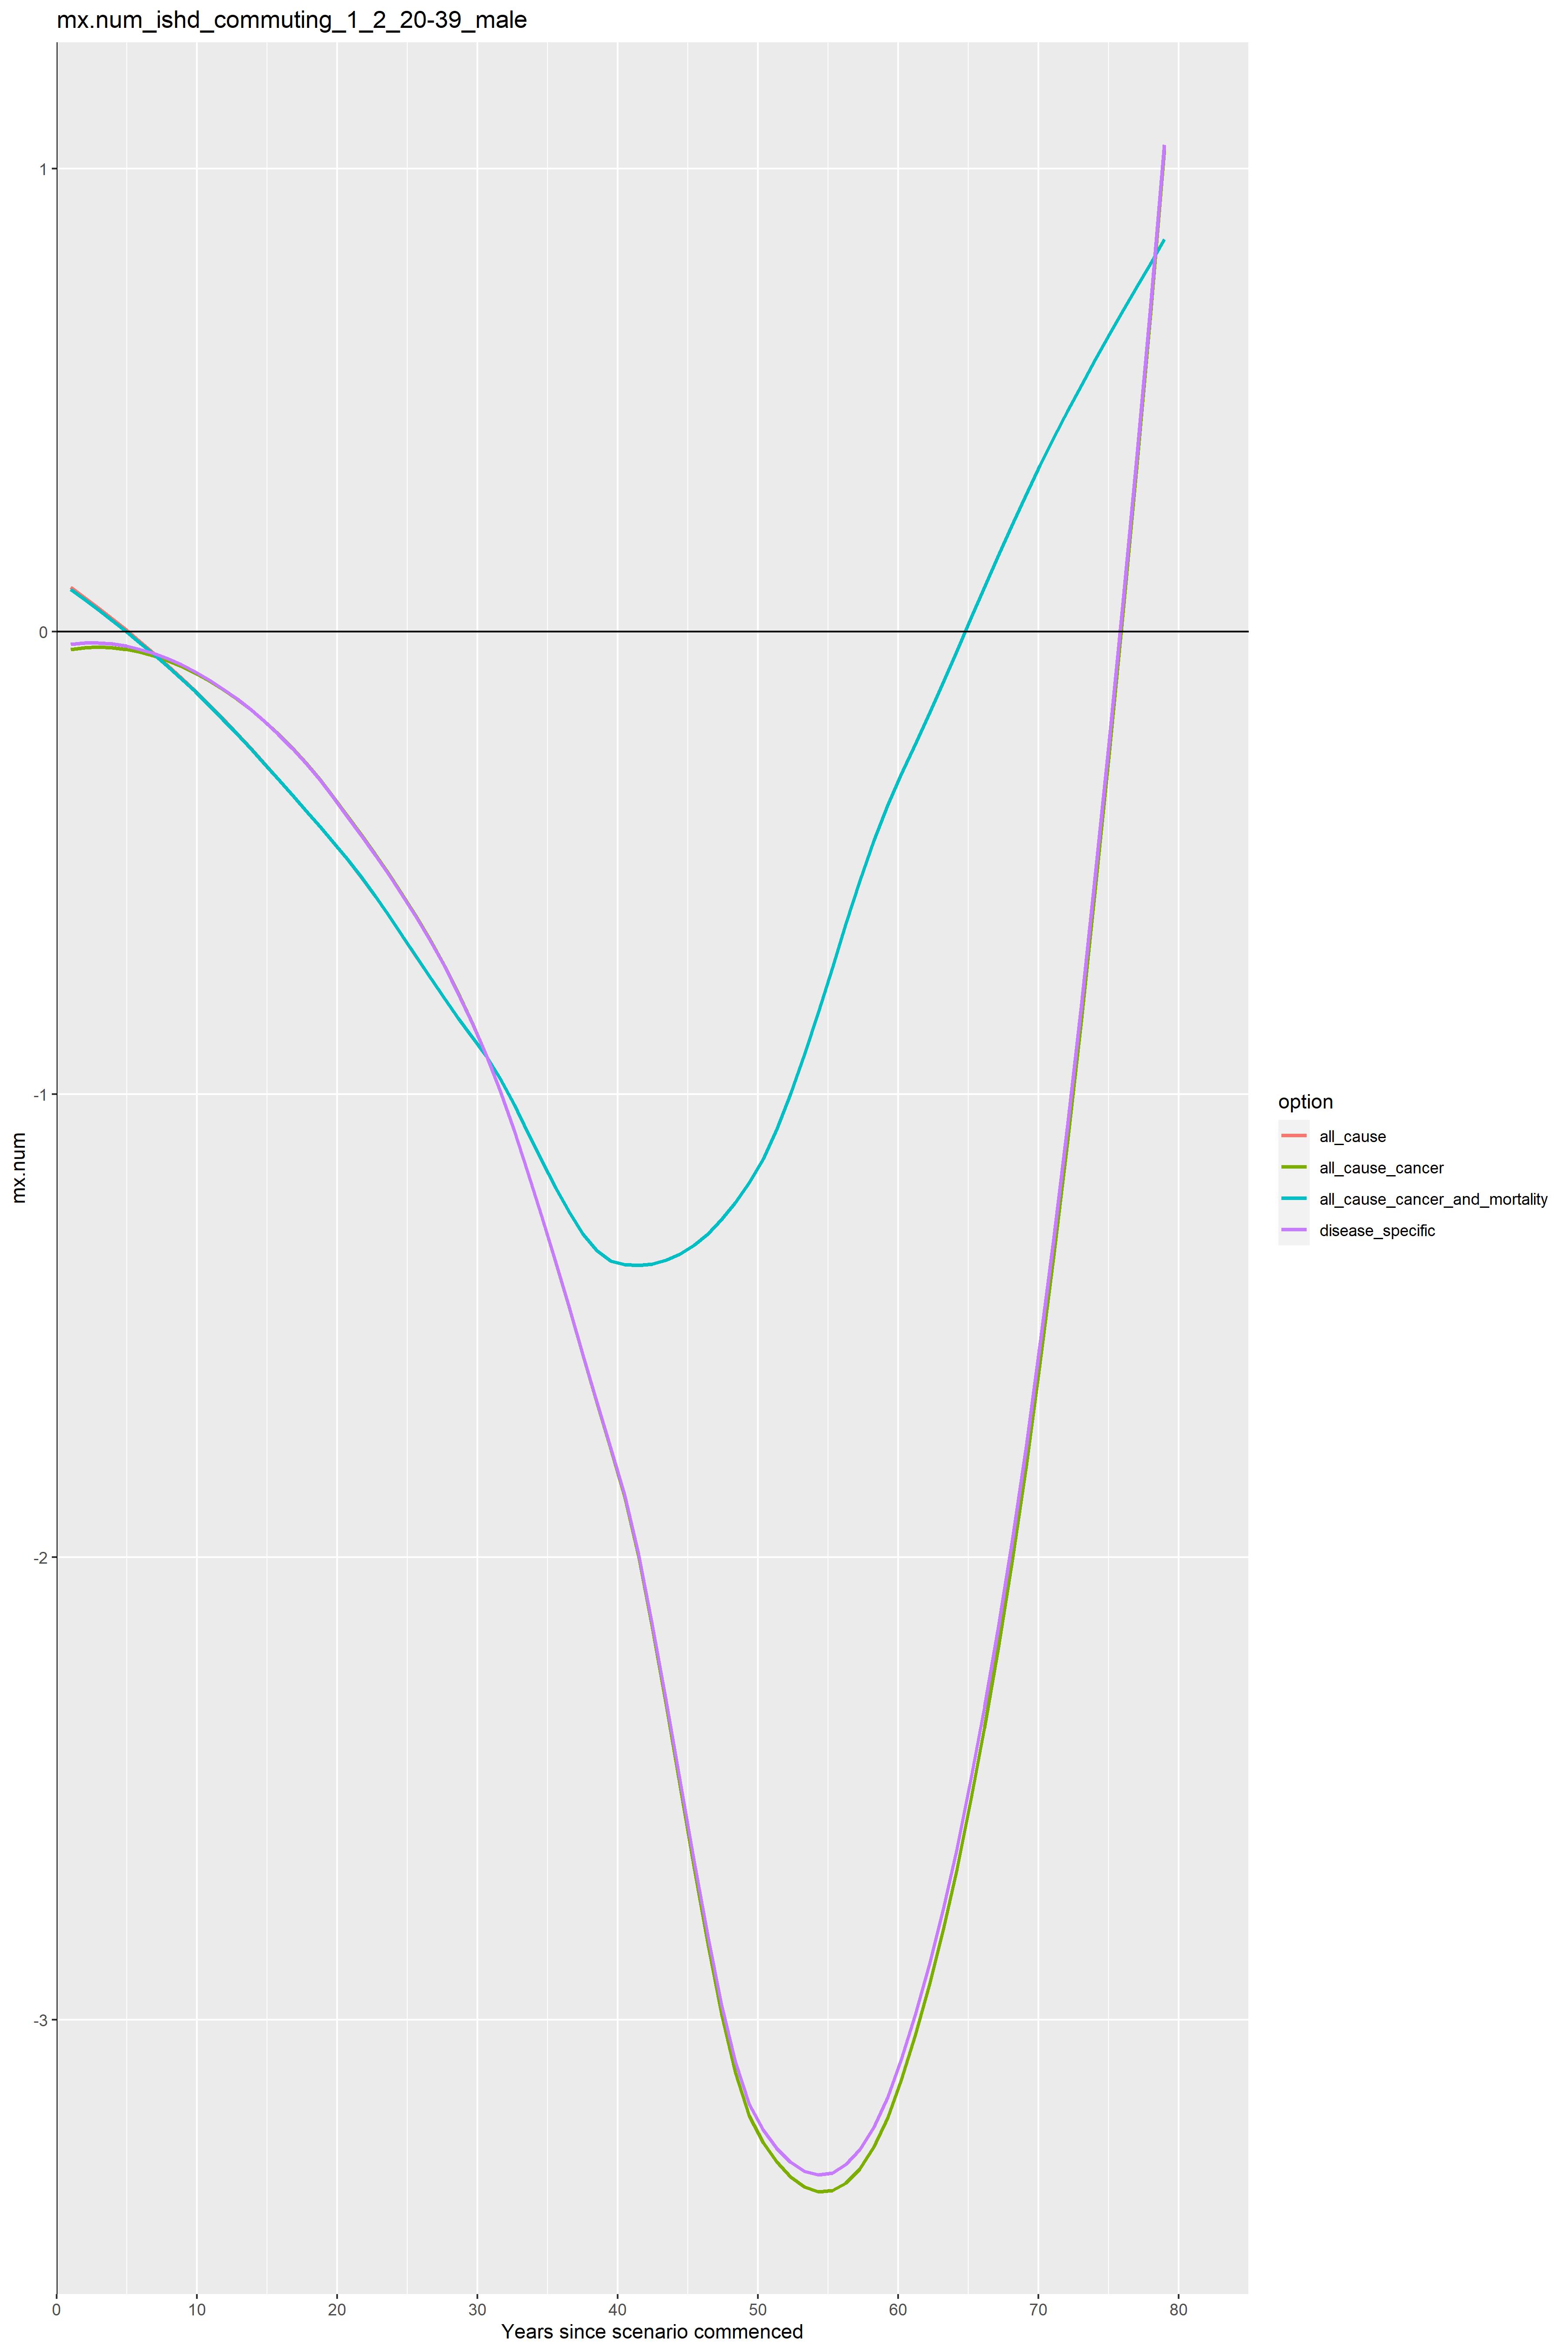 mx.num_ishd_commuting_1_2_20-39_male
1
0
-1
-2
-3
mx.num
0 10 20 30 40 50 60 70 80
Years since scenario commenced
option
all_cause
all_cause_cancer
all_cause_cancer_and_mortality
disease_specific